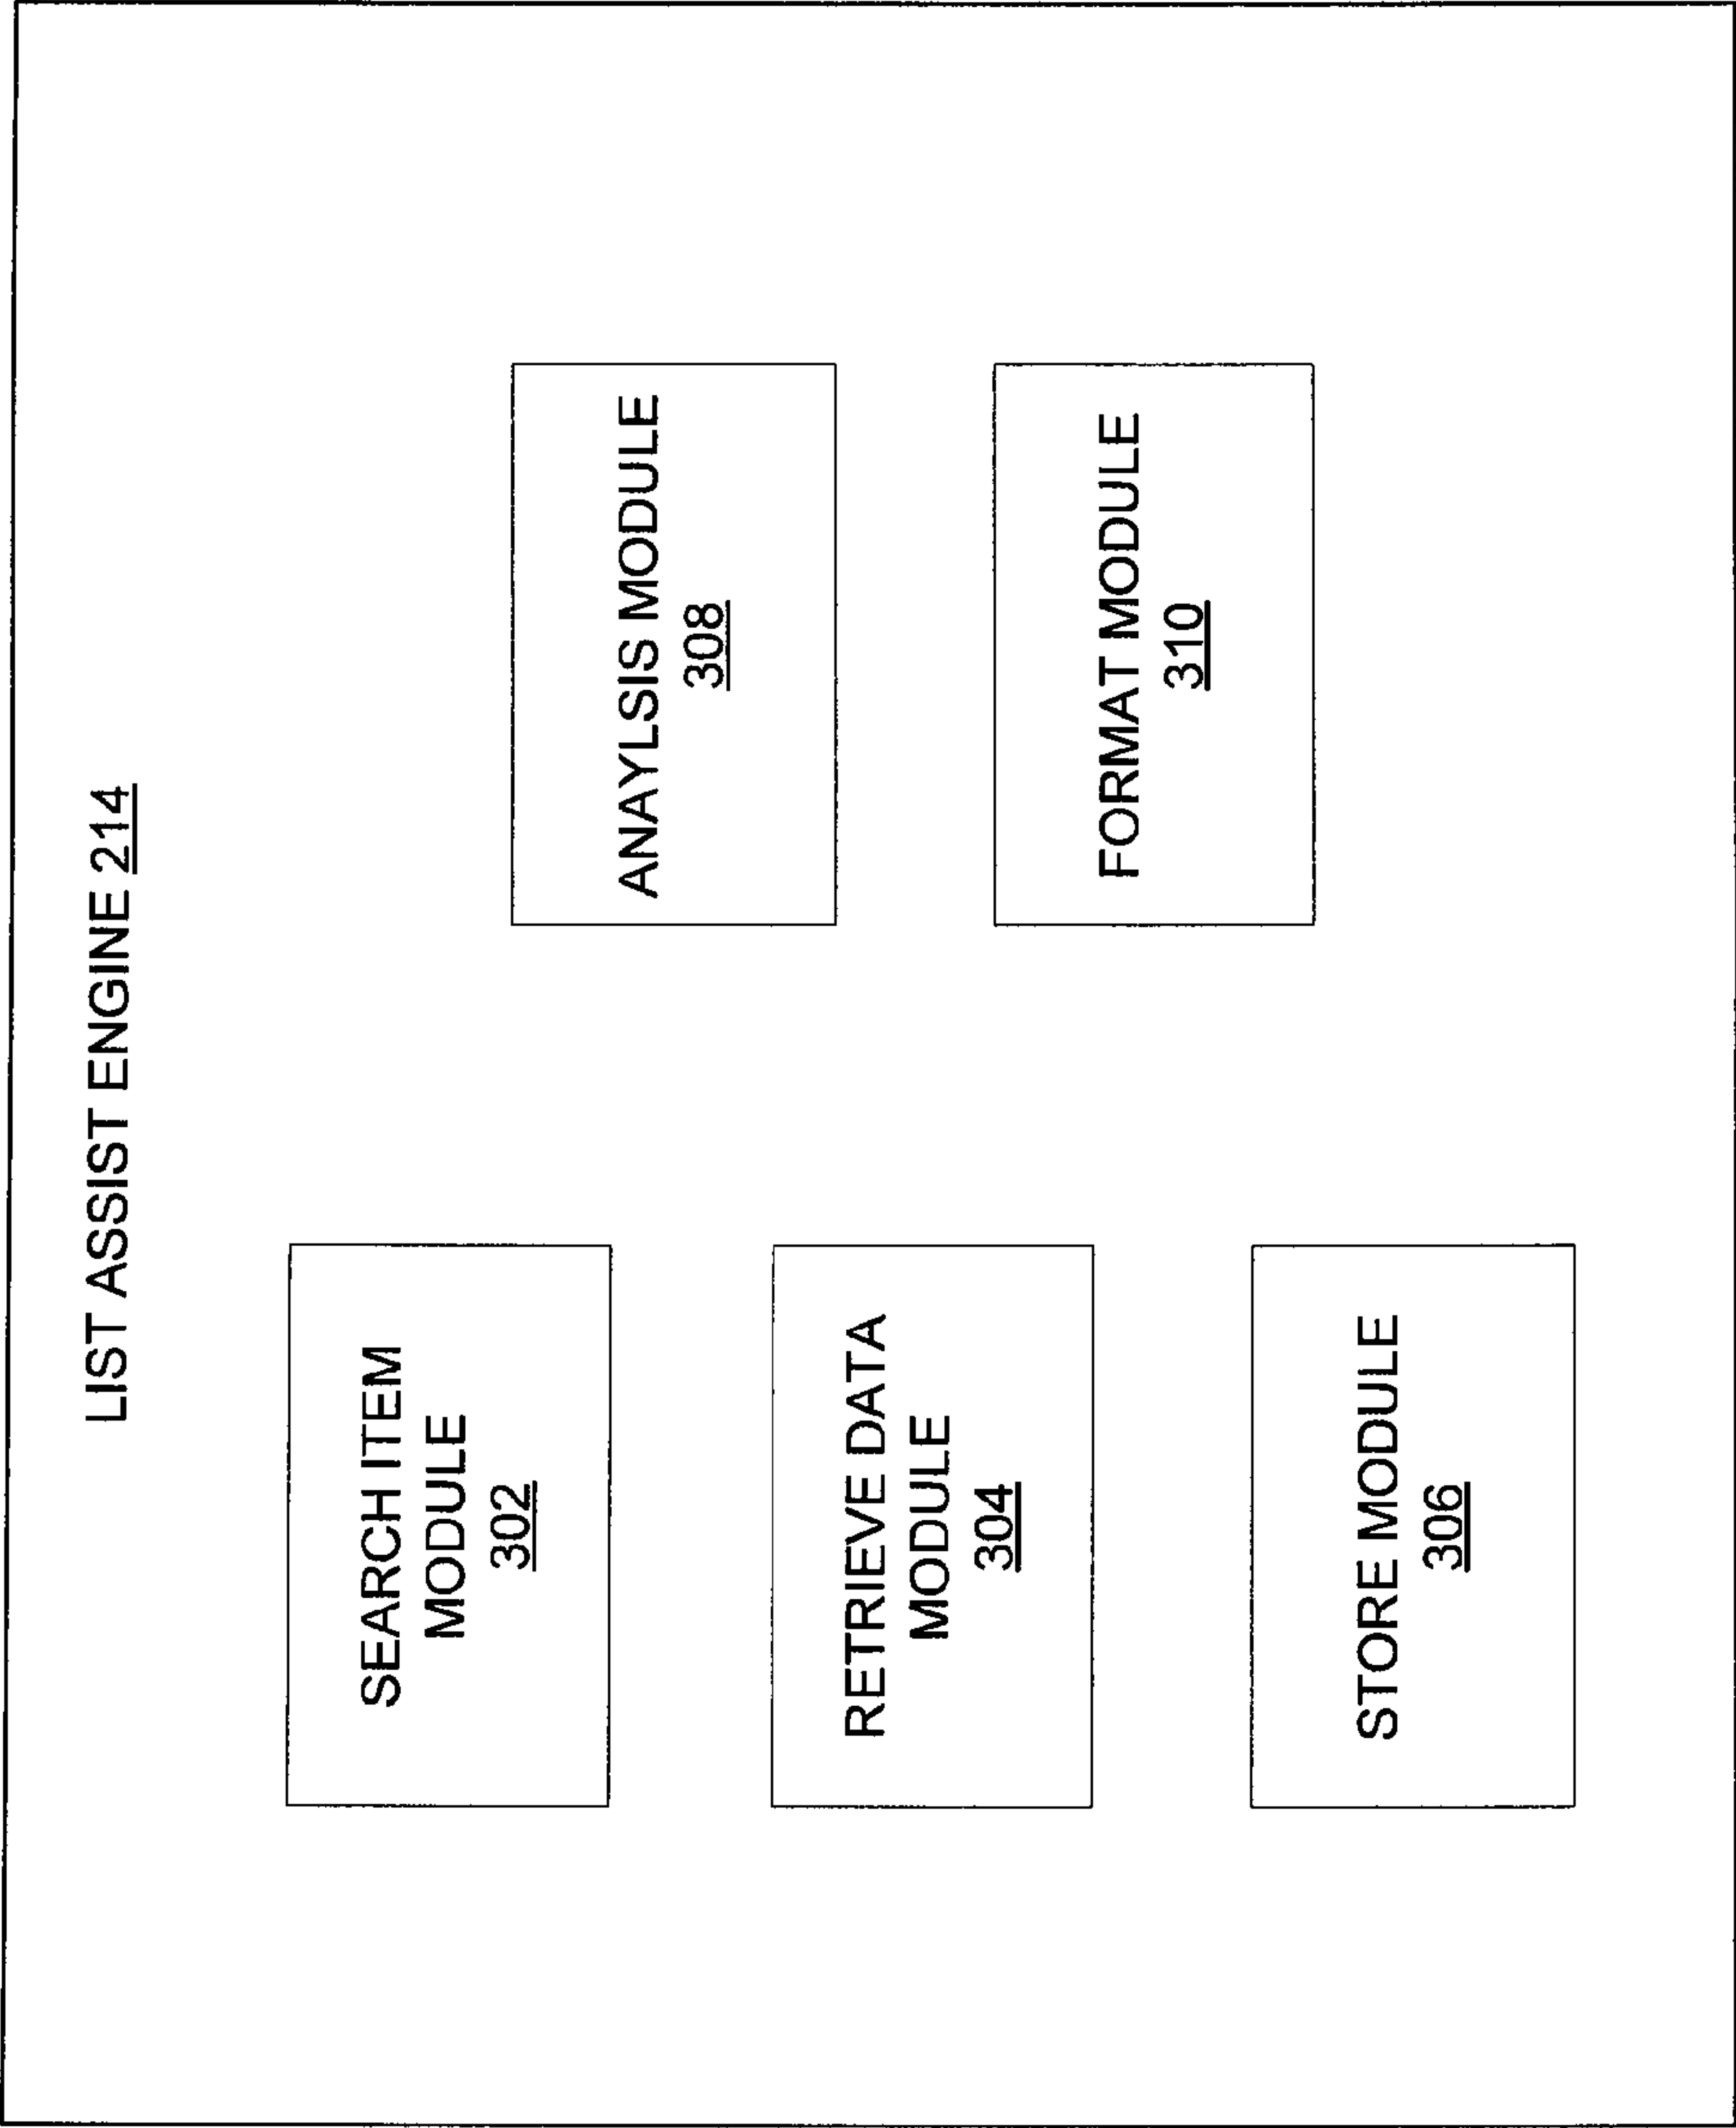 LIST ASSIST ENGINE 214
SEARCH ITEM
MODULE
302
RETRIEVE DATA
MODULE
304
STORE MODULE
306
ANAYLSIS MODULE
308
FORMAT MODULE
310